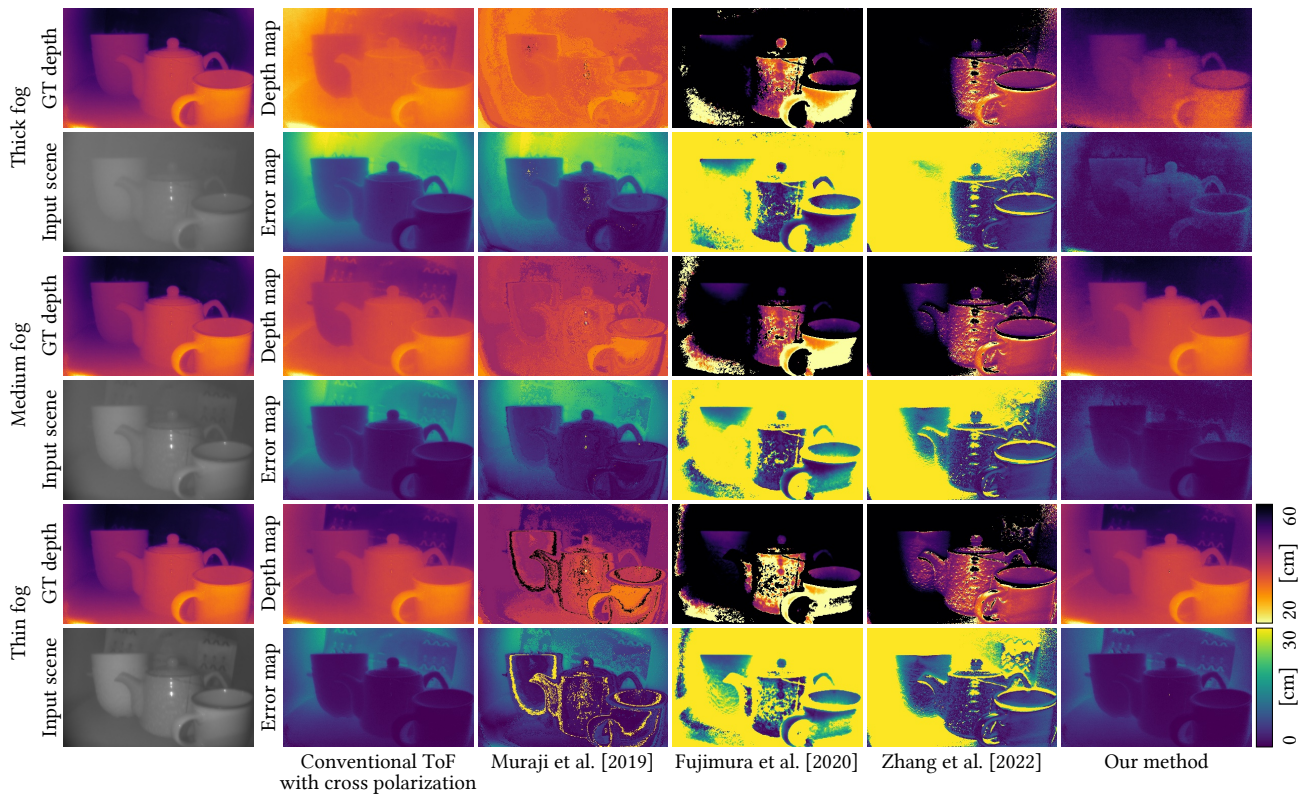 Thick fog
GT depth
Depth map
Input scene
Error map
Medium fog
GT depth
Depth map
Input scene
Error map
Thin fog
GT depth
Depth map
60
[cm]
20
Input scene
Error map
30
[cm]
0
Conventional ToF
with cross polarization
Muraji et al. [2019]
Fujimura et al. [2020]
Zhang et al. [2022]
Our method